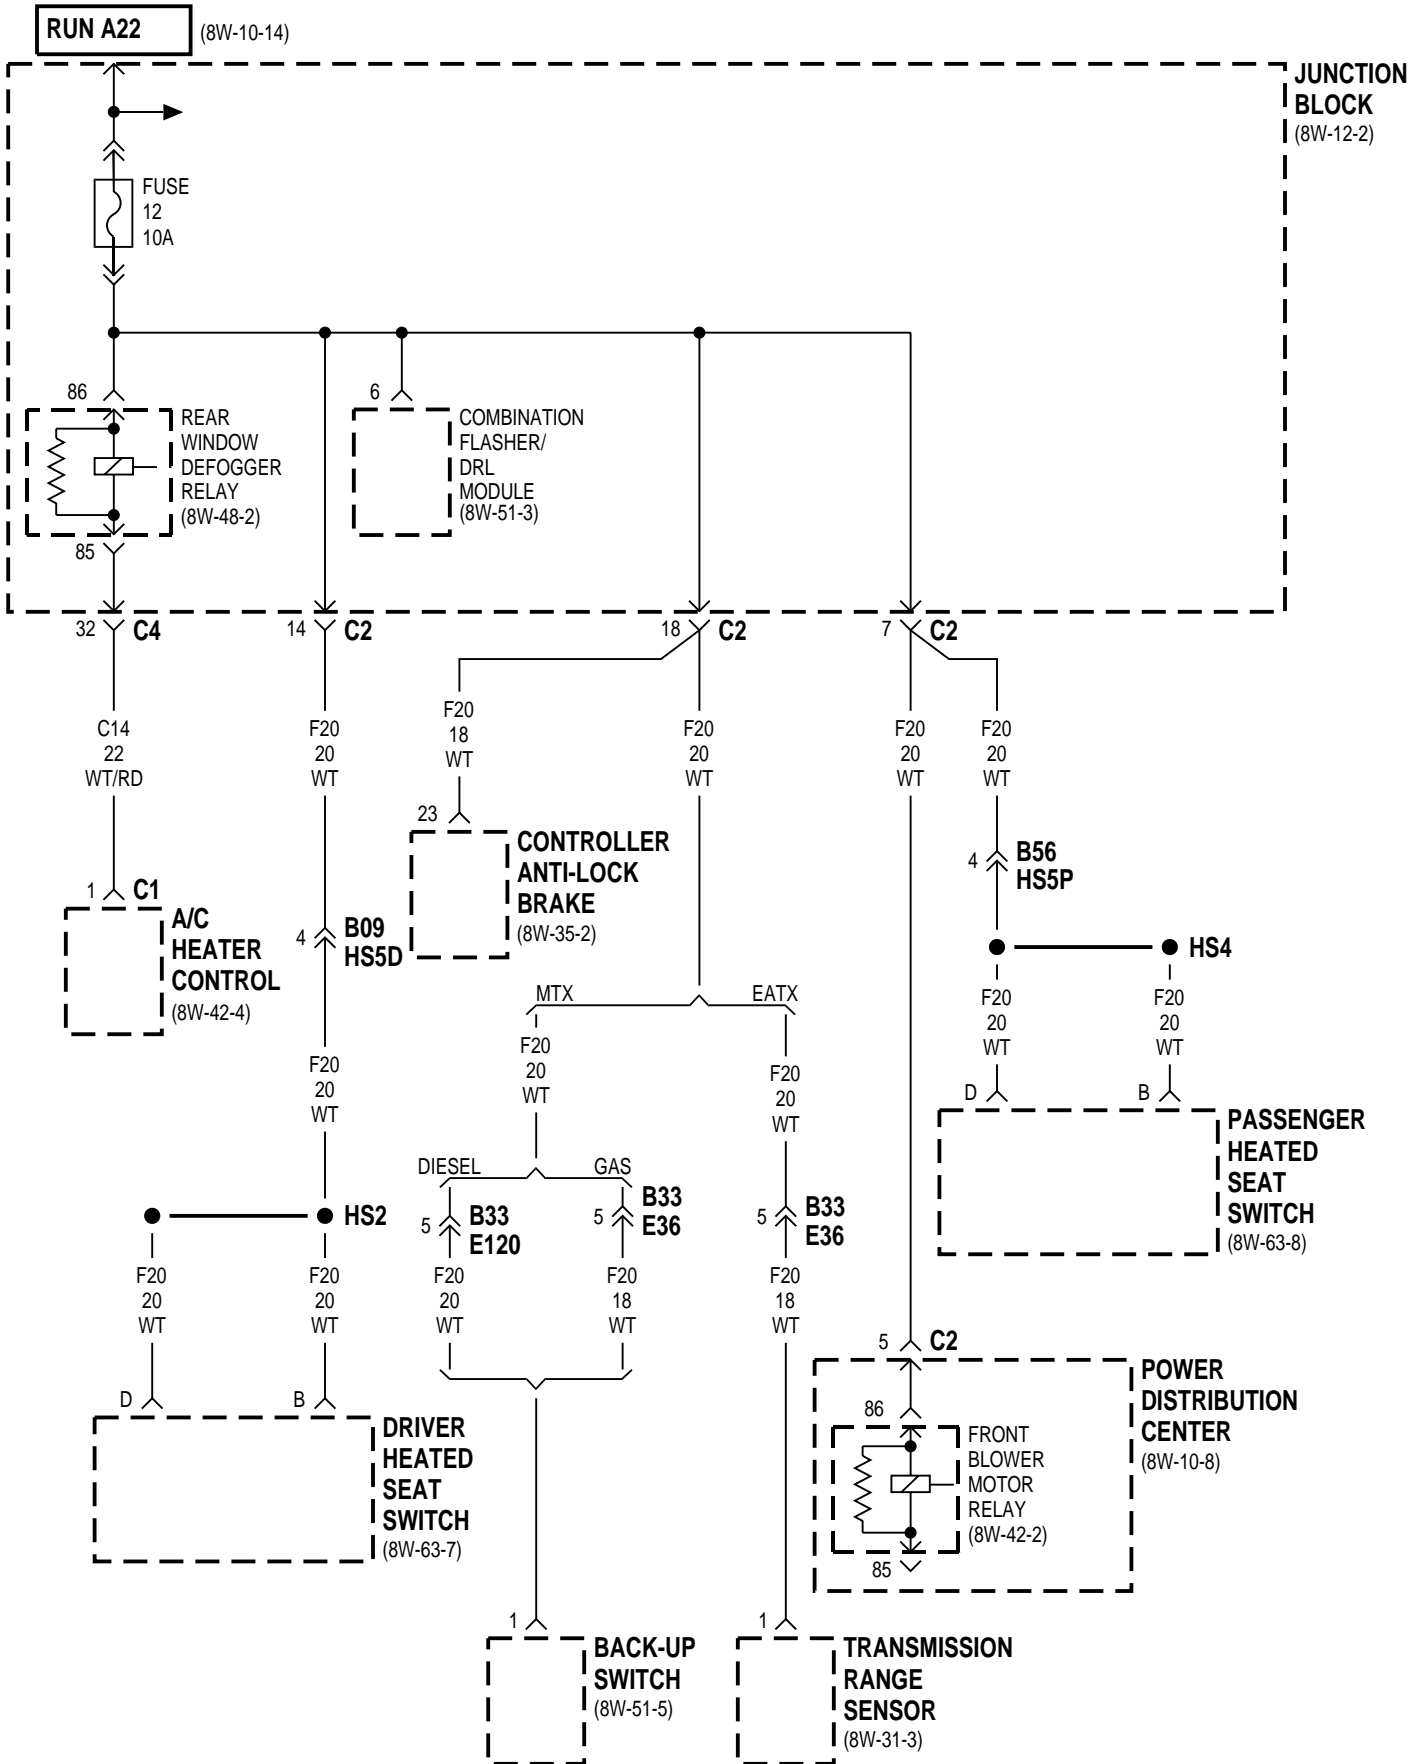 RUN A22
(8W-10-14)
JUNCTION
BLOCK
(8W-12-2)
FUSE
12
10A
86
REAR
WINDOW
DEFOGGER
RELAY
(8W-48-2)
85
6
COMBINATION
FLASHER/
DRL
MODULE
(8W-51-3)
32
C4
14
C2
18
C2
7
C2
C14
22
WT/RD
F20
20
WT
F20
18
WT
F20
20
WT
F20
20
WT
F20
20
WT
1
C1
A/C
HEATER
CONTROL
(8W-42-4)
4
B09
HS5D
23
CONTROLLER
ANTI-LOCK
BRAKE
(8W-35-2)
4
B56
HS5P
HS4
F20
20
WT
F20
20
WT
D
B
PASSENGER
HEATED
SEAT
SWITCH
(8W-63-8)
MTX
EATX
F20
20
WT
F20
20
WT
F20
20
WT
DIESEL
GAS
5
B33
E120
5
B33
E36
5
B33
E36
HS2
F20
20
WT
F20
20
WT
F20
20
WT
F20
18
WT
F20
18
WT
D
B
DRIVER
HEATED
SEAT
SWITCH
(8W-63-7)
5
C2
POWER
DISTRIBUTION
CENTER
(8W-10-8)
86
FRONT
BLOWER
MOTOR
RELAY
(8W-42-2)
85
1
BACK-UP
SWITCH
(8W-51-5)
1
TRANSMISSION
RANGE
SENSOR
(8W-31-3)